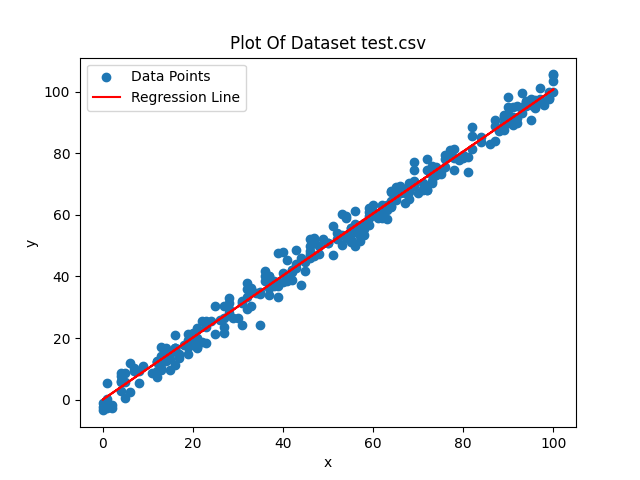 Plot Of Dataset test.csv
Data Points
Regression Line
100
80
60
40
20
0
y
0 20 40 60 80 100
x